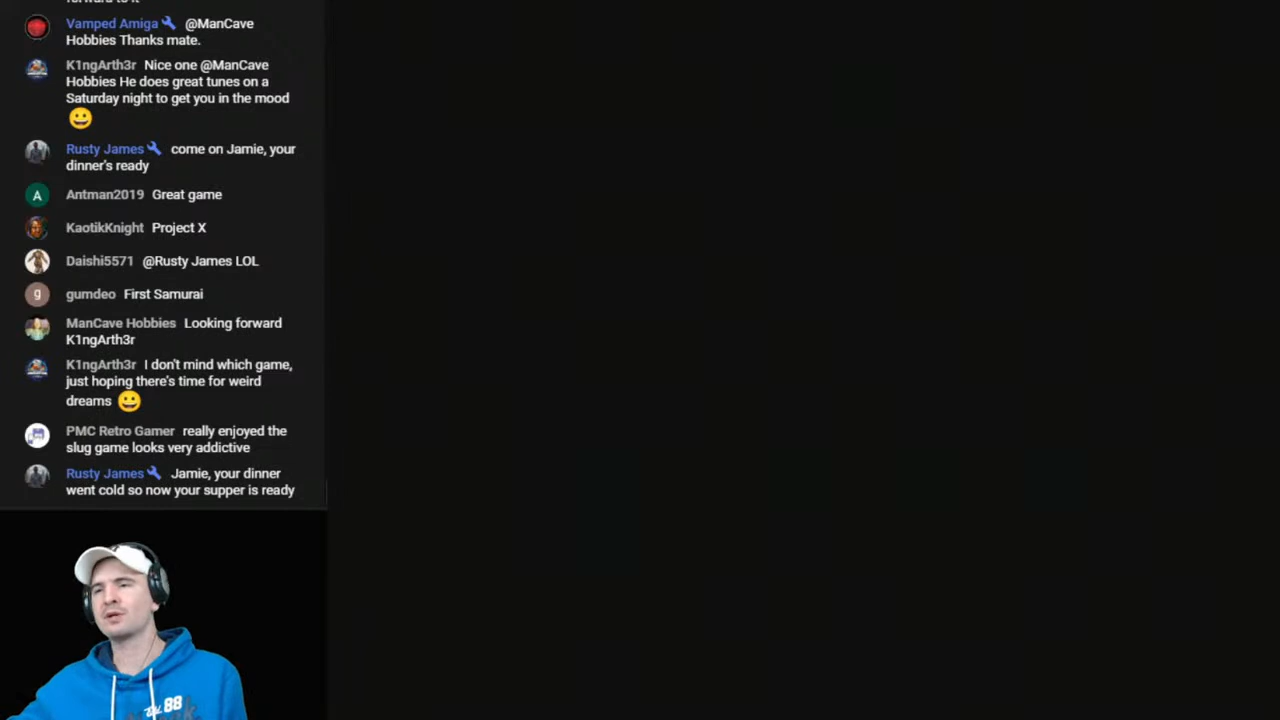 Vamped Amiga @ManCave
Hobbies Thanks mate.
K1ngArth3r Nice one @ManCave
Hobbies He does great tunes on a
Saturday night to get you in the mood
Rusty James come on Jamie, your
dinner's ready
A
Antman2019 Great game
KaotikKnight Project X
Daishi5571 @Rusty James LOL
g
gumdeo First Samurai
ManCave Hobbies Looking forward
K1ngArth3r
K1ngArth3r I don't mind which game,
just hoping there's time for weird
dreams
PMC Retro Gamer really enjoyed the
slug game looks very addictive
Rusty James Jamie, your dinner
went cold so now your supper is ready
88